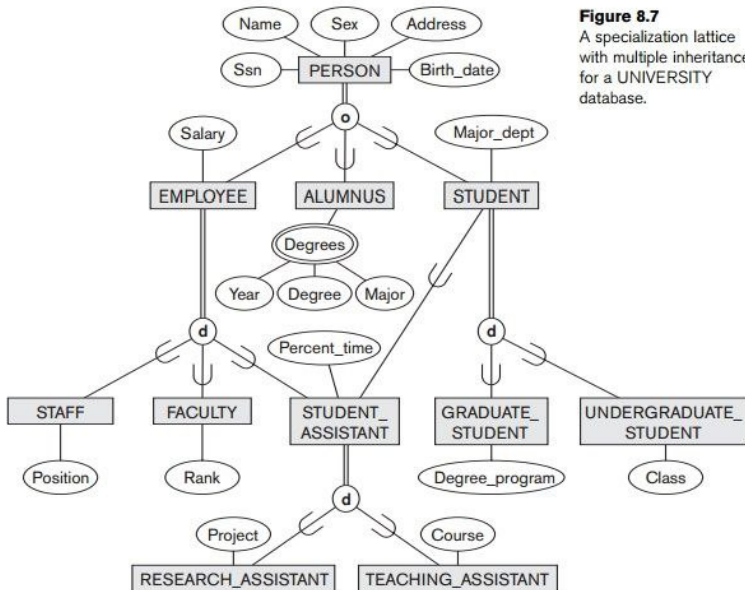 Figure 8.7
A specialization lattice
with multiple inheritance
for a UNIVERSITY
database.
Name Sex Address
Ssn PERSON Birth_date
o
Salary Major_dept
EMPLOYEE ALUMNUS STUDENT
Degrees
Year Degree Major
d d
Percent_time
STAFF FACULTY STUDENT_ GRADUATE_ UNDERGRADUATE_
ASSISTANT STUDENT STUDENT
Position Rank Degree_program Class
d
Project Course
RESEARCH_ASSISTANT TEACHING_ASSISTANT